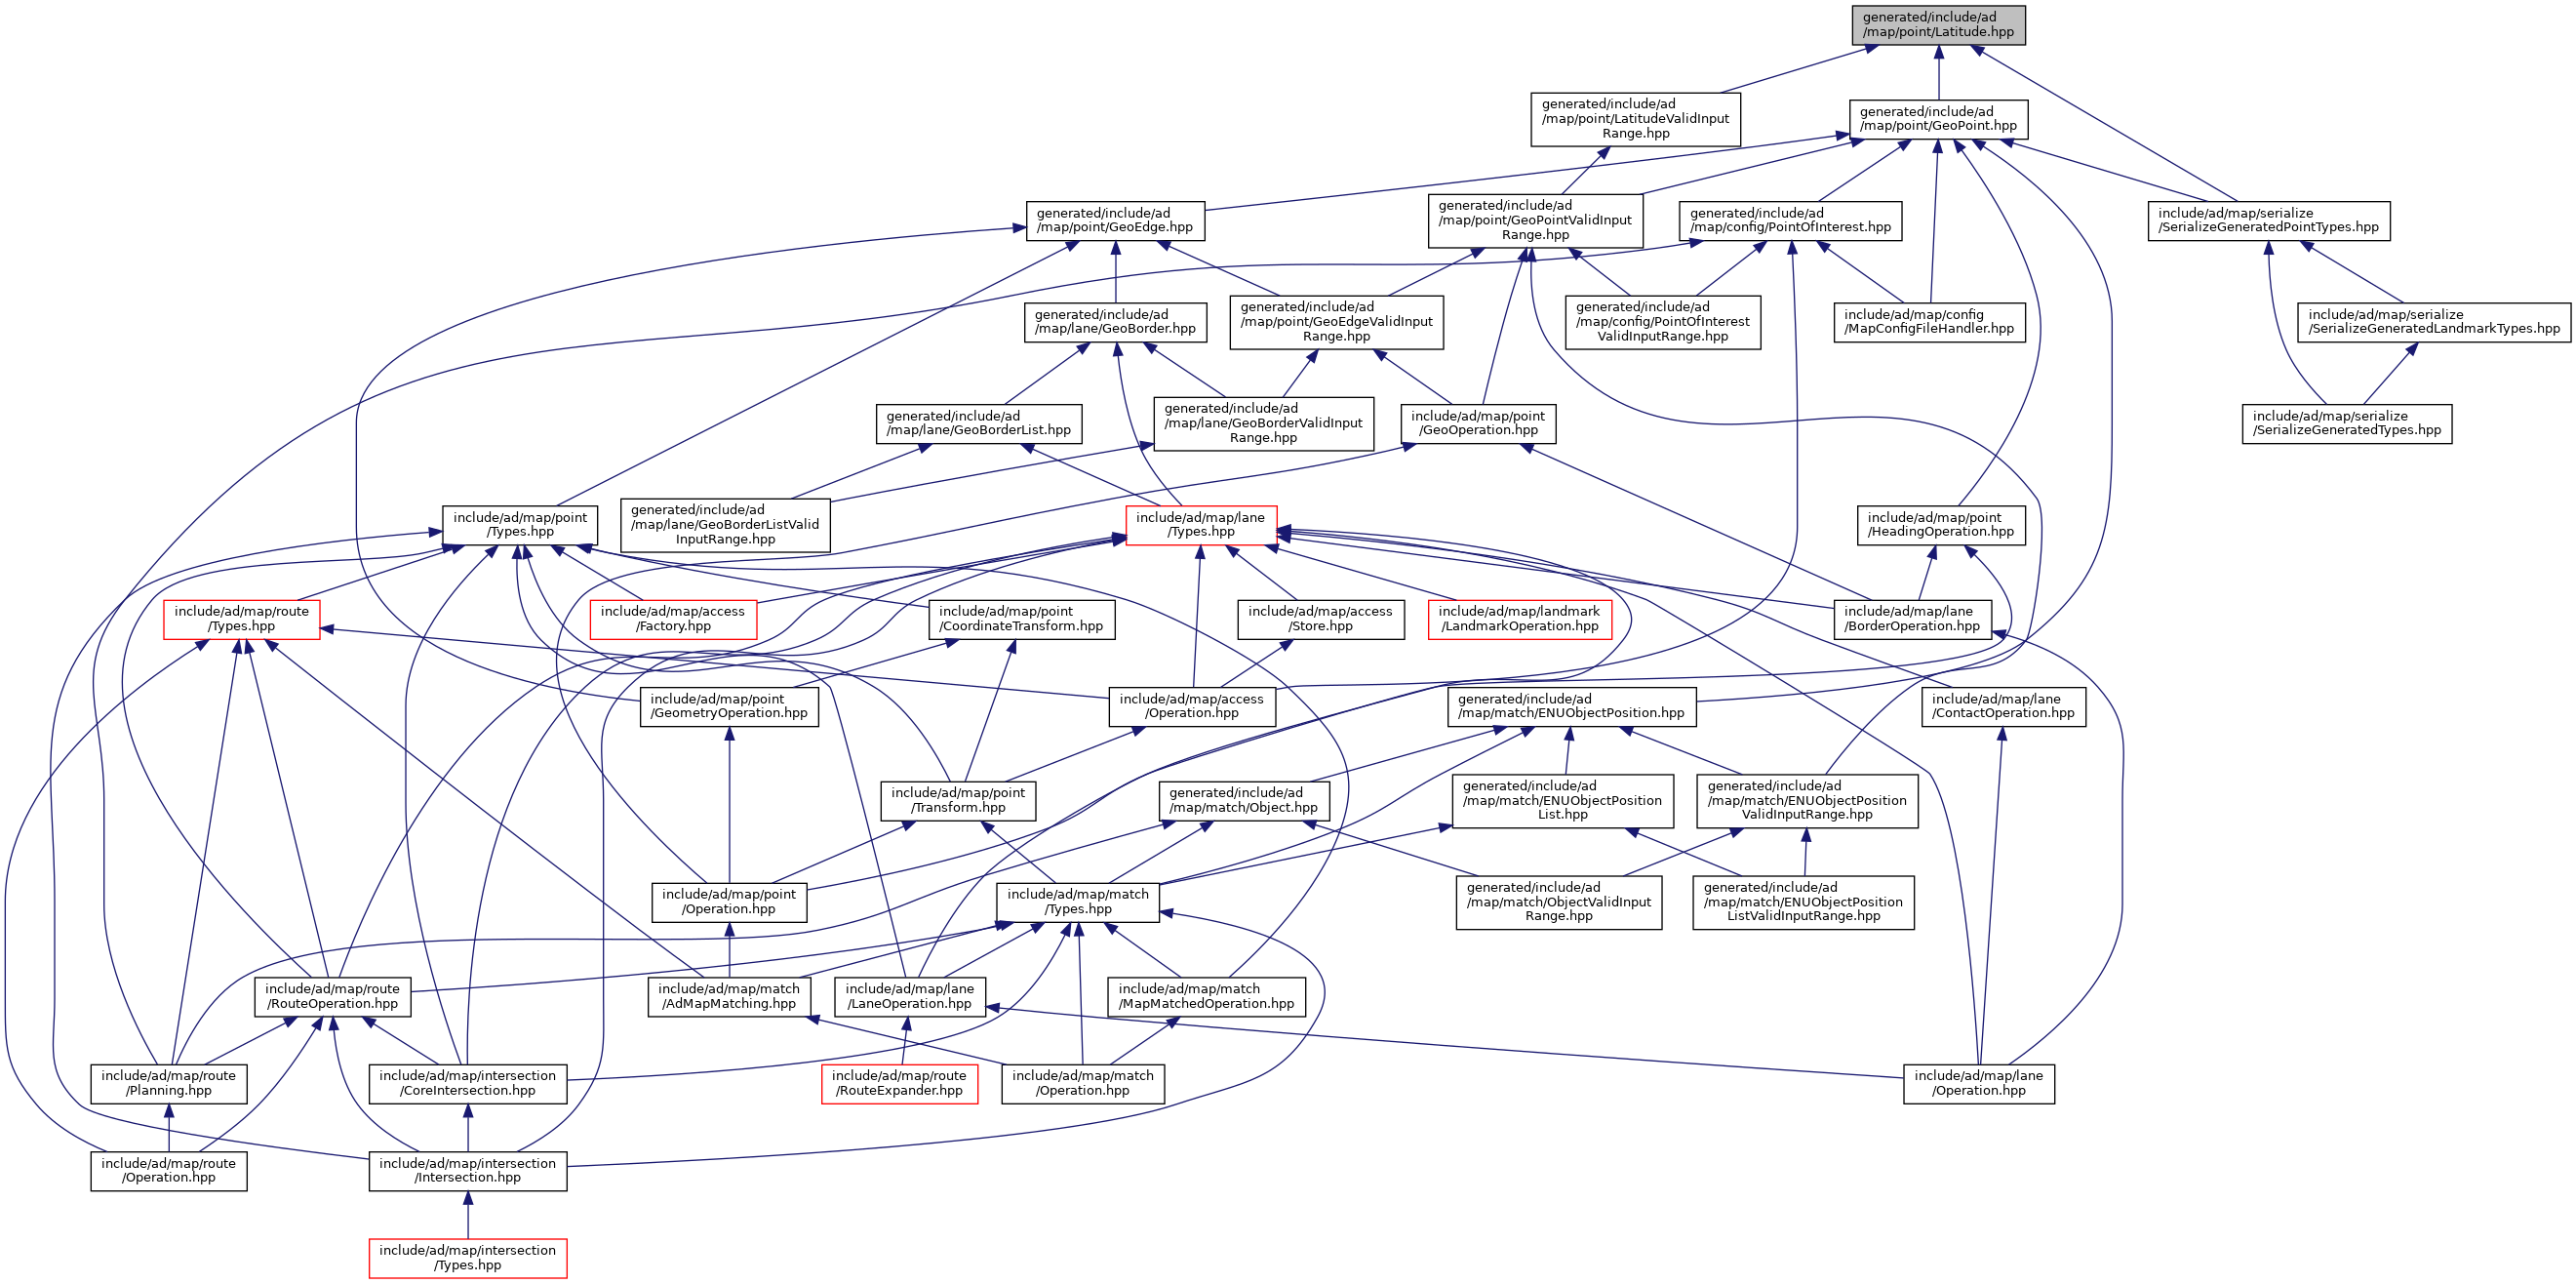 generated/include/ad
/map/point/Latitude.hpp
generated/include/ad
/map/point/LatitudeValidInput
Range.hpp
generated/include/ad
/map/point/GeoPoint.hpp
generated/include/ad
/map/point/GeoEdge.hpp
generated/include/ad
/map/point/GeoPointValidInput
Range.hpp
generated/include/ad
/map/config/PointOfInterest.hpp
include/ad/map/serialize
/SerializeGeneratedPointTypes.hpp
generated/include/ad
/map/lane/GeoBorder.hpp
generated/include/ad
/map/point/GeoEdgeValidInput
Range.hpp
generated/include/ad
/map/config/PointOfInterest
ValidInputRange.hpp
include/ad/map/config
/MapConfigFileHandler.hpp
include/ad/map/serialize
/SerializeGeneratedLandmarkTypes.hpp
generated/include/ad
/map/lane/GeoBorderList.hpp
generated/include/ad
/map/lane/GeoBorderValidInput
Range.hpp
include/ad/map/point
/GeoOperation.hpp
include/ad/map/serialize
/SerializeGeneratedTypes.hpp
include/ad/map/point
/Types.hpp
generated/include/ad
/map/lane/GeoBorderListValid
InputRange.hpp
include/ad/map/lane
/Types.hpp
include/ad/map/point
/HeadingOperation.hpp
include/ad/map/route
/Types.hpp
include/ad/map/access
/Factory.hpp
include/ad/map/point
/CoordinateTransform.hpp
include/ad/map/access
/Store.hpp
include/ad/map/landmark
/LandmarkOperation.hpp
include/ad/map/lane
/BorderOperation.hpp
include/ad/map/point
/GeometryOperation.hpp
include/ad/map/access
/Operation.hpp
generated/include/ad
/map/match/ENUObjectPosition.hpp
include/ad/map/lane
/ContactOperation.hpp
include/ad/map/point
/Transform.hpp
generated/include/ad
/map/match/Object.hpp
generated/include/ad
/map/match/ENUObjectPosition
List.hpp
generated/include/ad
/map/match/ENUObjectPosition
ValidInputRange.hpp
include/ad/map/point
/Operation.hpp
include/ad/map/match
/Types.hpp
generated/include/ad
/map/match/ObjectValidInput
Range.hpp
generated/include/ad
/map/match/ENUObjectPosition
ListValidInputRange.hpp
include/ad/map/route
/RouteOperation.hpp
include/ad/map/match
/AdMapMatching.hpp
include/ad/map/lane
/LaneOperation.hpp
include/ad/map/match
/MapMatchedOperation.hpp
include/ad/map/route
/Planning.hpp
include/ad/map/intersection
/CoreIntersection.hpp
include/ad/map/route
/RouteExpander.hpp
include/ad/map/match
/Operation.hpp
include/ad/map/lane
/Operation.hpp
include/ad/map/route
/Operation.hpp
include/ad/map/intersection
/Intersection.hpp
include/ad/map/intersection
/Types.hpp